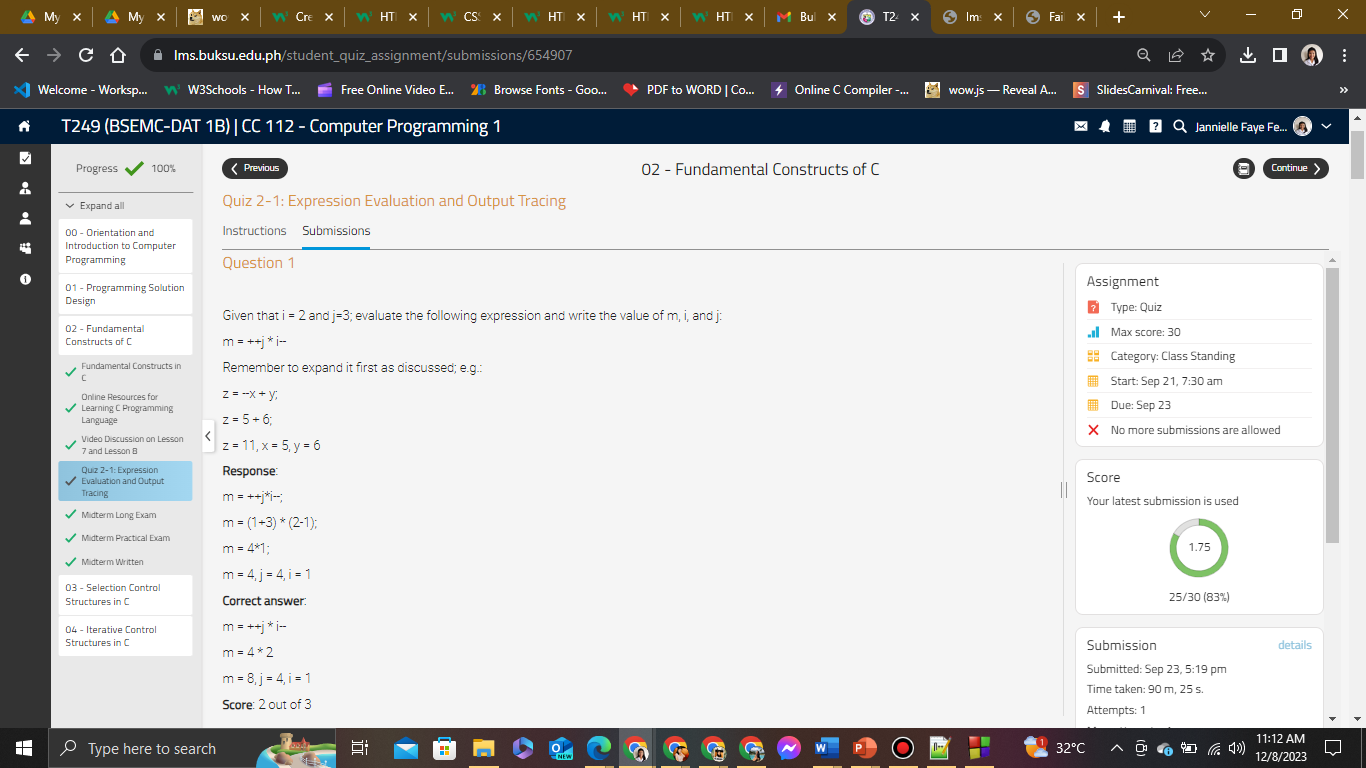 My
My
wo
Cre
HTI
CSS
HTI
HTI
HTI
Bul
T24
Ims
Fail
lms.buksu.edu.ph/student_quiz_assignment/submissions/654907
Welcome - Worksp...
W3Schools - How T...
Free Online Video E...
Browse Fonts - Goo...
PDF to WORD | Co...
Online C Compiler -...
wow.js — Reveal A...
SlidesCarnival: Free...
»
T249 (BSEMC-DAT 1B) | CC 112 - Computer Programming 1
Jannielle Faye Fe...
Progress 100%
Expand all
00 - Orientation and
Introduction to Computer
Programming
01 - Programming Solution
Design
02 - Fundamental
Constructs of C
Fundamental Constructs in
C
Online Resources for
Learning C Programming
Language
Video Discussion on Lesson
7 and Lesson 8
Quiz 2-1: Expression
Evaluation and Output
Tracing
Midterm Long Exam
Midterm Practical Exam
Midterm Written
03 - Selection Control
Structures in C
04 - Iterative Control
Structures in C
Previous
02 - Fundamental Constructs of C
Continue
Quiz 2-1: Expression Evaluation and Output Tracing
Instructions Submissions
Question 1
Given that i = 2 and j=3; evaluate the following expression and write the value of m, i, and j:
m = ++j * i--
Remember to expand it first as discussed; e.g.:
z = --x + y;
z = 5 + 6;
z = 11, x = 5, y = 6
Response:
m = ++j*i--;
m = (1+3) * (2-1);
m = 4*1;
m = 4, j = 4, i = 1
Correct answer:
m = ++j * i--
m = 4 * 2
m = 8, j = 4, i = 1
Score: 2 out of 3
Assignment
Type: Quiz
Max score: 30
Category: Class Standing
Start: Sep 21, 7:30 am
Due: Sep 23
No more submissions are allowed
Score
Your latest submission is used
1.75
25/30 (83%)
Submission
details
Submitted: Sep 23, 5:19 pm
Time taken: 90 m, 25 s.
Attempts: 1
Type here to search
NEW
1
32°C
11:12 AM
12/8/2023